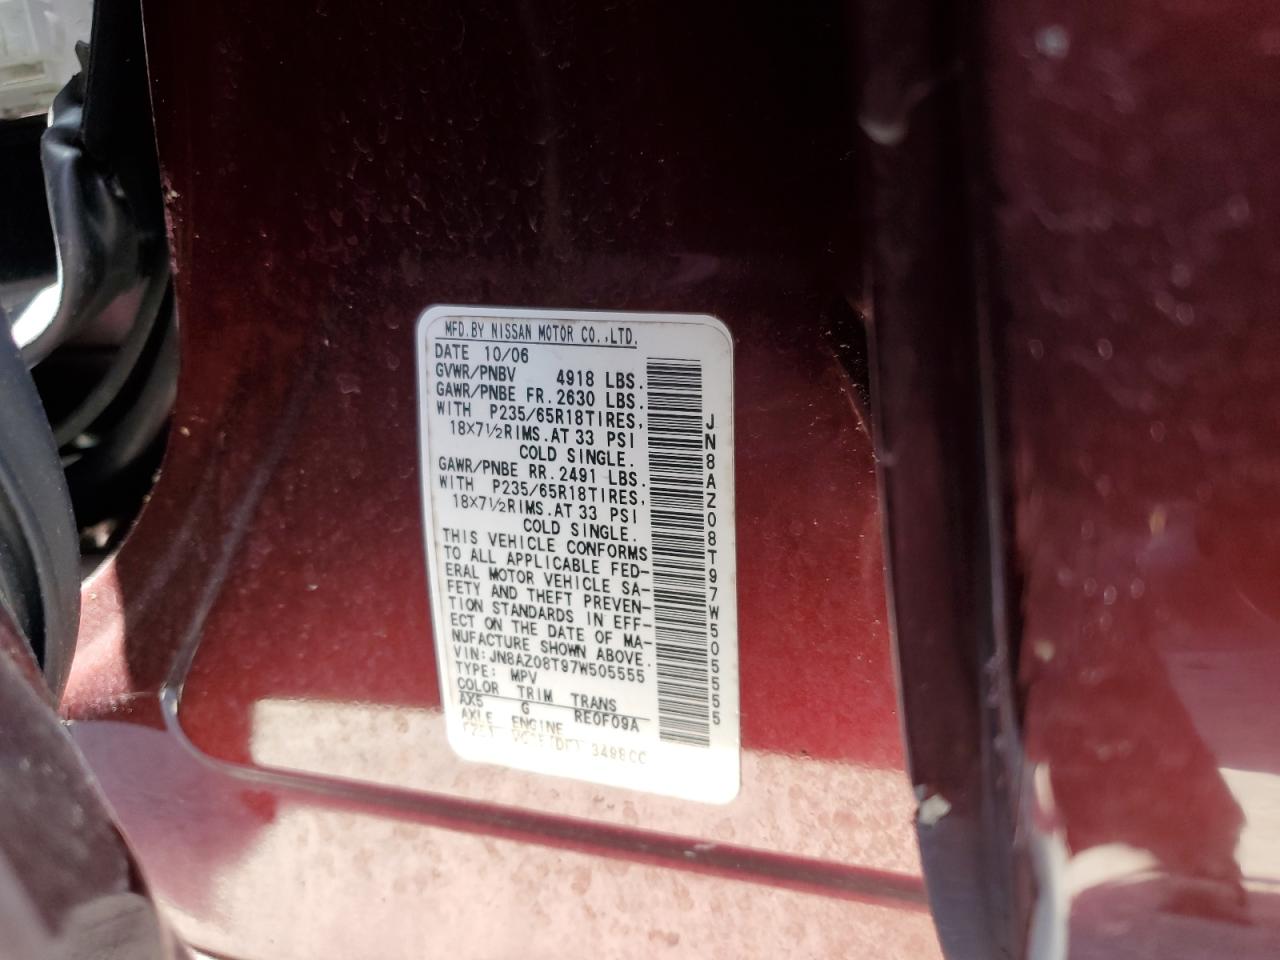 MFD.BY NISSAN MOTOR CO.,LTD.
DATE 10/06
GVWR/PNBV 4918 LBS.
GAWR/PNBE FR.2630 LBS.
WITH P235/65R18TIRES,
18×7½RIMS.AT 33 PSI
COLD SINGLE.
GAWR/PNBE RR.2491 LBS.
WITH P235/65R18TIRES,
18×7½RIMS.AT 33 PSI
COLD SINGLE.
THIS VEHICLE CONFORMS
TO ALL APPLICABLE FED-
ERAL MOTOR VEHICLE SA-
FETY AND THEFT PREVEN-
TION STANDARDS IN EFF-
ECT ON THE DATE OF MA-
NUFACTURE SHOWN ABOVE.
VIN: JN8AZ08T97W505555
TYPE: MPV
COLOR TRIM TRANS
AX5 G RE0F09A
AXLE ENGINE
3498CC
JN8AZ08T97W505555